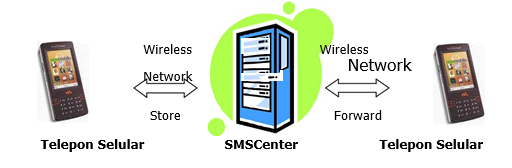 Wireless
Network
Store
Telepon Selular
SMSCenter
Wireless
Network
Forward
Telepon Selular